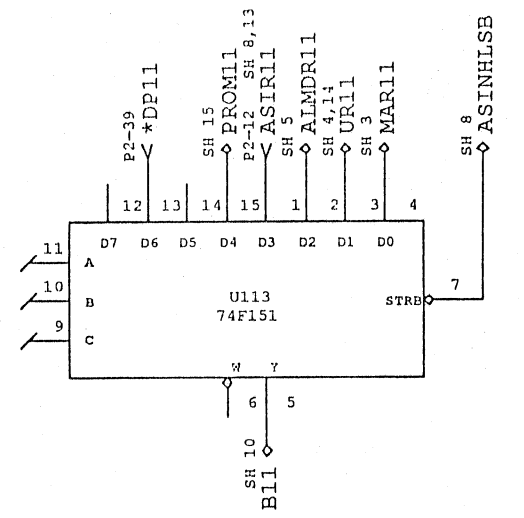 P2-39
*DP11
SH 15
PROM11
P2-12 SH 8,13
ASIR11
SH 5
ALMDR11
SH 4,14
UR11
SH 3
MAR11
SH 8
ASINHLSB
12 13 14 15 1 2 3 4
D7 D6 D5 D4 D3 D2 D1 D0
11 A
10 B
9 C
U113
74F151
STRB 7
W Y
6 5
SH 10
B11